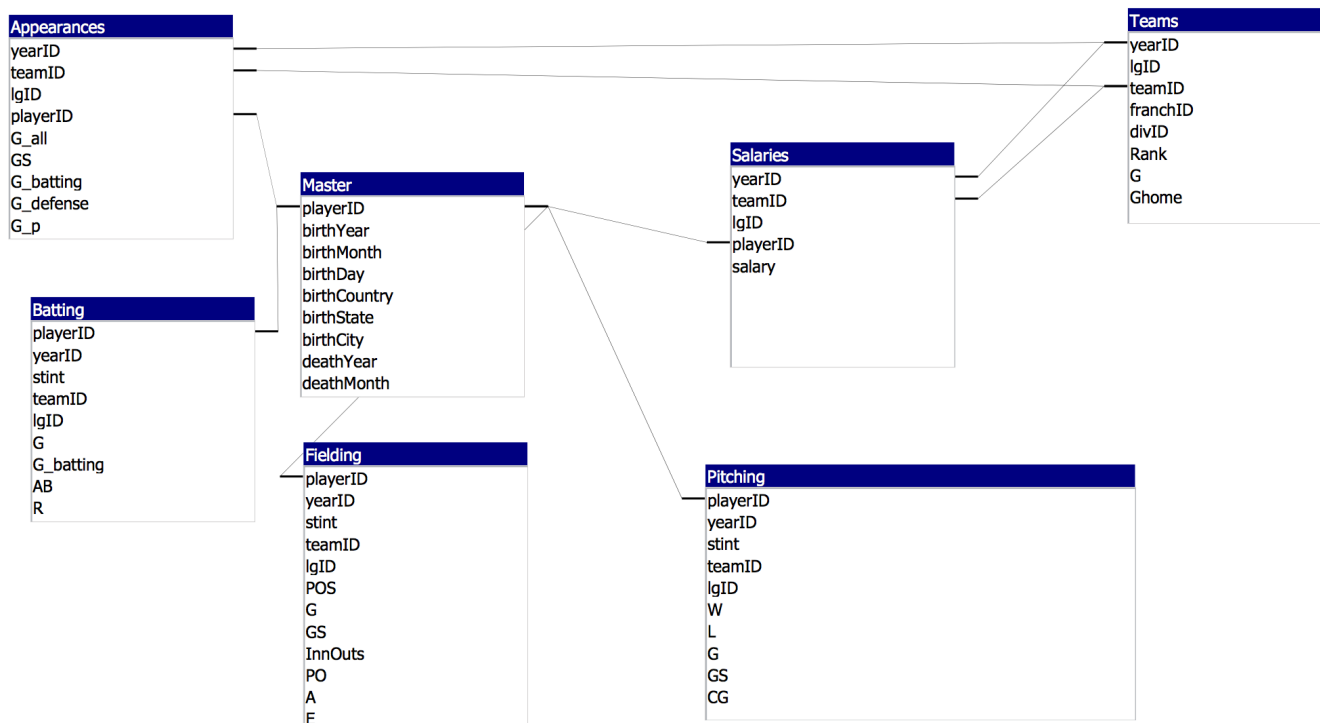 Appearances
yearID
teamID
lgID
playerID
G_all
GS
G_batting
G_defense
G_p
Teams
yearID
lgID
teamID
franchID
divID
Rank
G
Ghome
Salaries
yearID
teamID
lgID
playerID
salary
Master
playerID
birthYear
birthMonth
birthDay
birthCountry
birthState
birthCity
deathYear
deathMonth
Batting
playerID
yearID
stint
teamID
lgID
G
G_batting
AB
R
Fielding
playerID
yearID
stint
teamID
lgID
POS
G
GS
InnOuts
PO
A
Pitching
playerID
yearID
stint
teamID
lgID
W
L
G
GS
CG